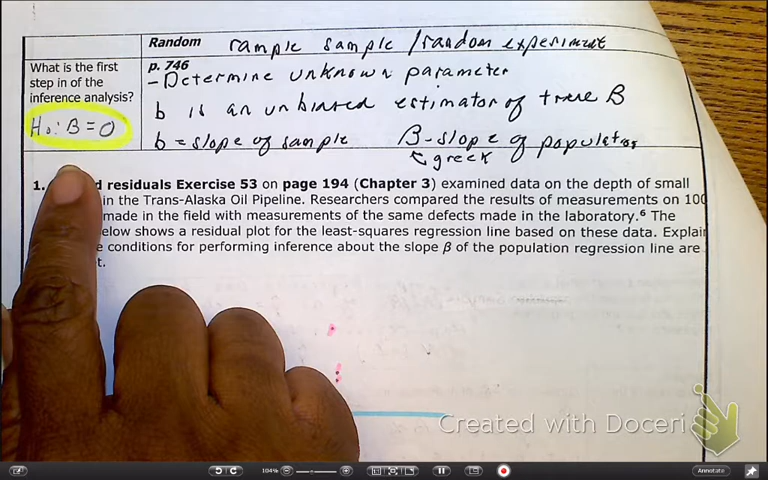 Random rample sample /random experiment
What is the first
step in of the
inference analysis?
H₀: β = 0
p. 746
- Determine unknown parameter
b is an unbiased estimator of true β
b = slope of sample β-slope of population
greek
1. residuals Exercise 53 on page 194 (Chapter 3) examined data on the depth of small
in the Trans-Alaska Oil Pipeline. Researchers compared the results of measurements on 100
made in the field with measurements of the same defects made in the laboratory.⁶ The
elow shows a residual plot for the least-squares regression line based on these data. Explai
e conditions for performing inference about the slope β of the population regression line are
t.
Created with Doceri
104%
Annotate